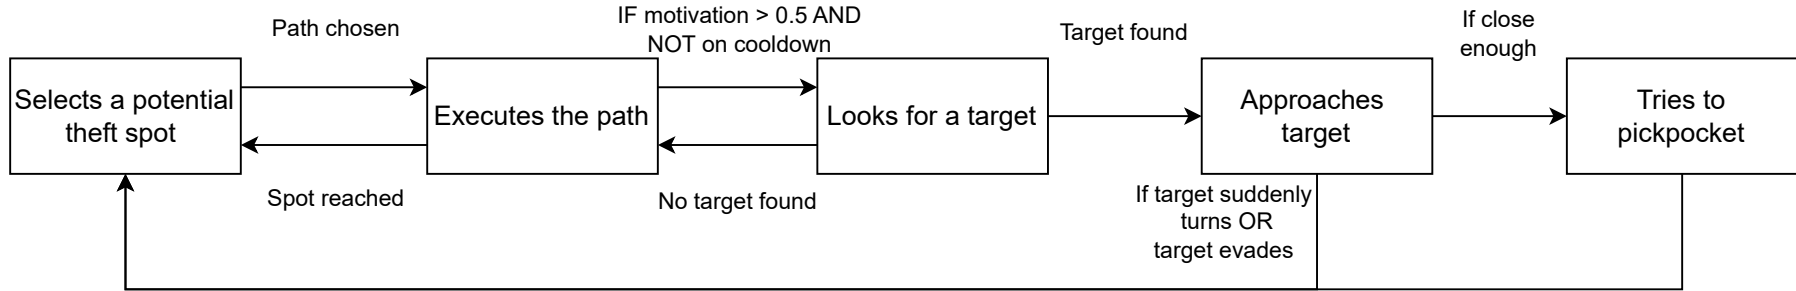 Path chosen
IF motivation > 0.5 AND
NOT on cooldown
Target found
If close
enough
Selects a potential
theft spot
Executes the path
Looks for a target
Approaches
target
Tries to
pickpocket
Spot reached
No target found
If target suddenly
turns OR
target evades